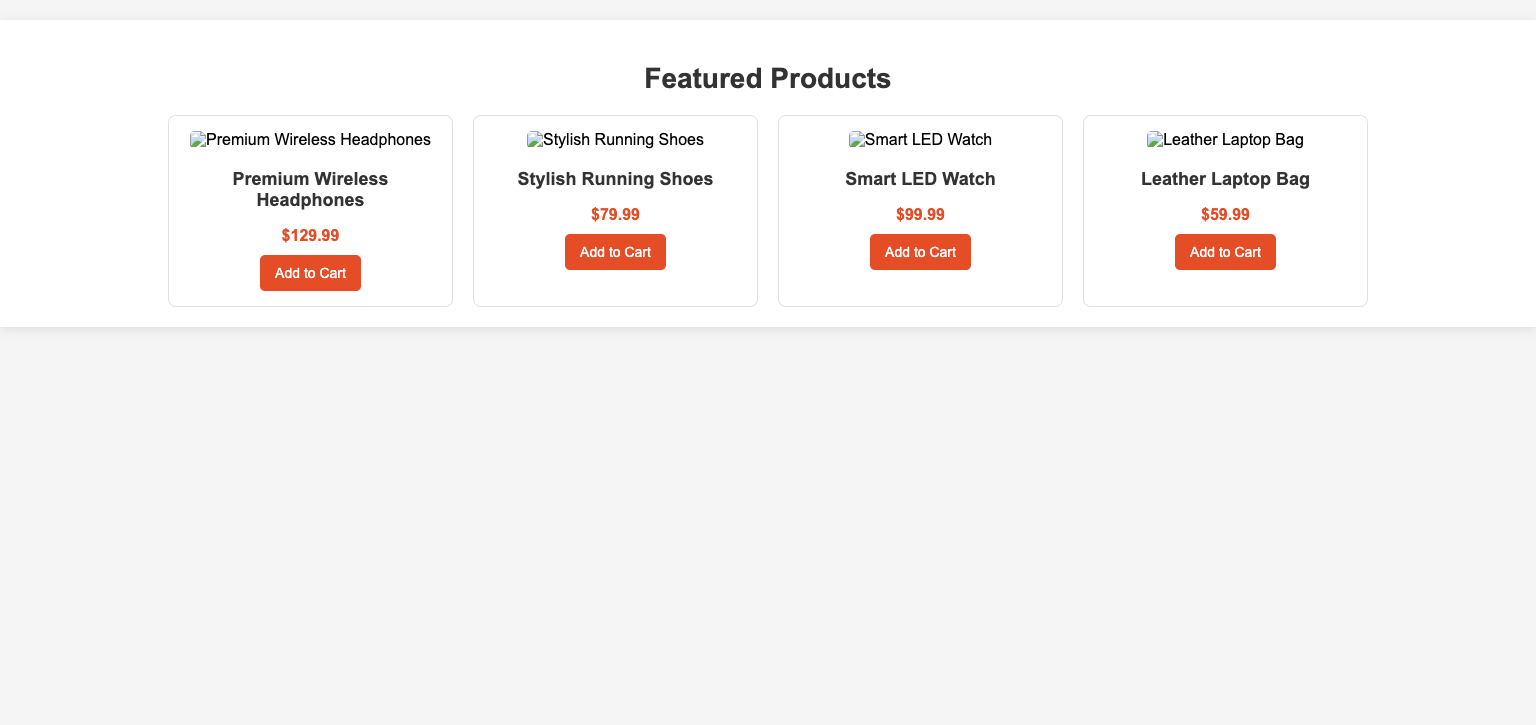 Featured Products
Premium Wireless Headphones
Stylish Running Shoes
Smart LED Watch
Leather Laptop Bag
Premium Wireless
Headphones
$129.99
Add to Cart
Stylish Running Shoes
$79.99
Add to Cart
Smart LED Watch
$99.99
Add to Cart
Leather Laptop Bag
$59.99
Add to Cart